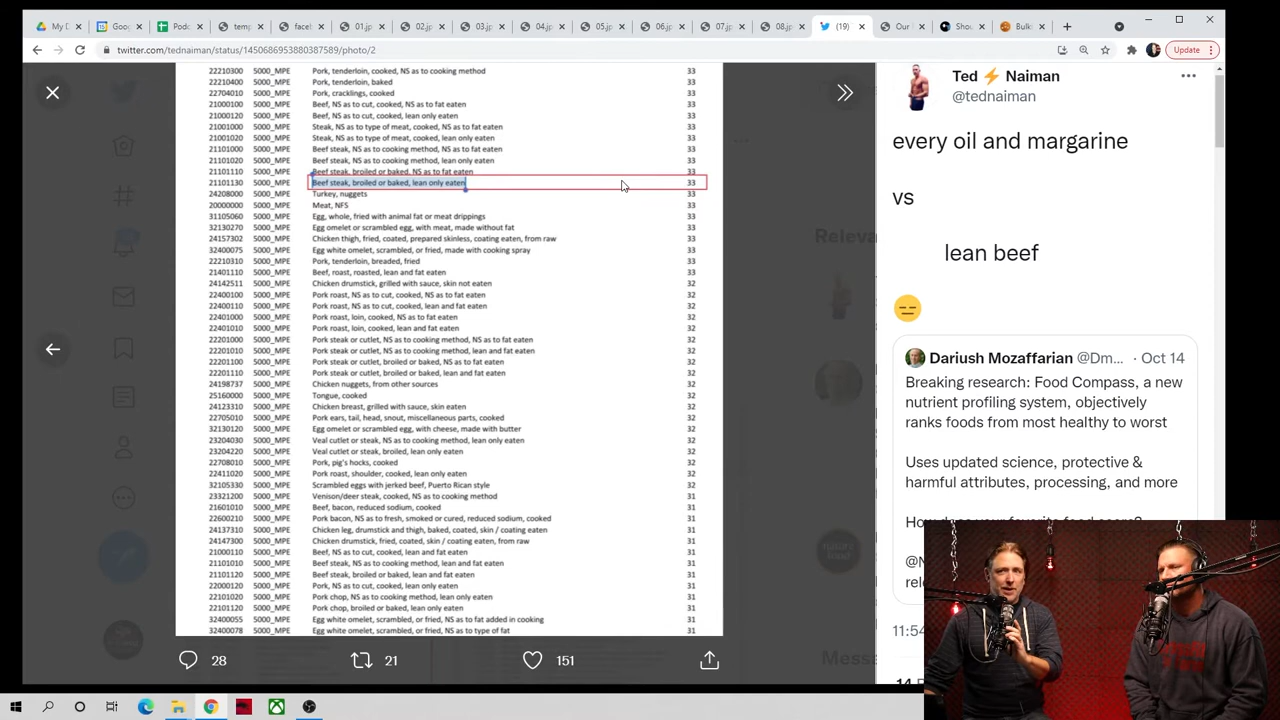 My D
Goog
Podc
temp
facel
01.jp
02.jp
03.jp
04.jp
05.jp
06.jp
07.jp
08.jp
(19)
Our l
Shou
Bulk
twitter.com/tednaiman/status/1450686953880387589/photo/2
Update
22210300 5000_MPE Pork, tenderloin, cooked, NS as to cooking method 33
22210400 5000_MPE Pork, tenderloin, baked 33
22704010 5000_MPE Pork, cracklings, cooked 33
21000100 5000_MPE Beef, NS as to cut, cooked, NS as to fat eaten 33
21000120 5000_MPE Beef, NS as to cut, cooked, lean only eaten 33
21001000 5000_MPE Steak, NS as to type of meat, cooked, NS as to fat eaten 33
21001020 5000_MPE Steak, NS as to type of meat, cooked, lean only eaten 33
21101000 5000_MPE Beef steak, NS as to cooking method, NS as to fat eaten 33
21101020 5000_MPE Beef steak, NS as to cooking method, lean only eaten 33
21101110 5000_MPE Beef steak, broiled or baked, NS as to fat eaten 33
21101130 5000_MPE Beef steak, broiled or baked, lean only eaten 33
24208000 5000_MPE Turkey, nuggets 33
20000000 5000_MPE Meat, NFS 33
31105060 5000_MPE Egg, whole, fried with animal fat or meat drippings 33
32130270 5000_MPE Egg omelet or scrambled egg, with meat, made without fat 33
24157302 5000_MPE Chicken thigh, fried, coated, prepared skinless, coating eaten, from raw 33
32400075 5000_MPE Egg white omelet, scrambled, or fried, made with cooking spray 33
22210310 5000_MPE Pork, tenderloin, breaded, fried 33
21401110 5000_MPE Beef, roast, roasted, lean and fat eaten 33
24142511 5000_MPE Chicken drumstick, grilled with sauce, skin not eaten 32
22400100 5000_MPE Pork roast, NS as to cut, cooked, NS as to fat eaten 32
22400110 5000_MPE Pork roast, NS as to cut, cooked, lean and fat eaten 32
22401000 5000_MPE Pork roast, loin, cooked, NS as to fat eaten 32
22401010 5000_MPE Pork roast, loin, cooked, lean and fat eaten 32
22201000 5000_MPE Pork steak or cutlet, NS as to cooking method, NS as to fat eaten 32
22201010 5000_MPE Pork steak or cutlet, NS as to cooking method, lean and fat eaten 32
22201100 5000_MPE Pork steak or cutlet, broiled or baked, NS as to fat eaten 32
22201110 5000_MPE Pork steak or cutlet, broiled or baked, lean and fat eaten 32
24198737 5000_MPE Chicken nuggets, from other sources 32
25160000 5000_MPE Tongue, cooked 32
24123310 5000_MPE Chicken breast, grilled with sauce, skin eaten 32
22705010 5000_MPE Pork ears, tail, head, snout, miscellaneous parts, cooked 32
32130120 5000_MPE Egg omelet or scrambled egg, with cheese, made with butter 32
23204030 5000_MPE Veal cutlet or steak, NS as to cooking method, lean only eaten 32
23204220 5000_MPE Veal cutlet or steak, broiled, lean only eaten 32
22708010 5000_MPE Pork, pig's hocks, cooked 32
22411020 5000_MPE Pork roast, shoulder, cooked, lean only eaten 32
32105330 5000_MPE Scrambled eggs with jerked beef, Puerto Rican style 32
23321200 5000_MPE Venison/deer steak, cooked, NS as to cooking method 31
21601010 5000_MPE Beef, bacon, reduced sodium, cooked 31
22600210 5000_MPE Pork bacon, NS as to fresh, smoked or cured, reduced sodium, cooked 31
24137310 5000_MPE Chicken leg, drumstick and thigh, baked, coated, skin / coating eaten 31
24147300 5000_MPE Chicken drumstick, fried, coated, skin / coating eaten, from raw 31
21000110 5000_MPE Beef, NS as to cut, cooked, lean and fat eaten 31
21101010 5000_MPE Beef steak, NS as to cooking method, lean and fat eaten 31
21101120 5000_MPE Beef steak, broiled or baked, lean and fat eaten 31
22000120 5000_MPE Pork, NS as to cut, cooked, lean only eaten 31
22101020 5000_MPE Pork chop, NS as to cooking method, lean only eaten 31
22101120 5000_MPE Pork chop, broiled or baked, lean only eaten 31
32400055 5000_MPE Egg white omelet, scrambled, or fried, NS as to fat added in cooking 31
32400078 5000_MPE Egg white omelet, scrambled, or fried, NS as to type of fat 31
28
21
151
Releva
Messa
Ted ⚡ Naiman
@tednaiman
every oil and margarine
vs
lean beef
😑
Dariush Mozaffarian @Dm... · Oct 14
Breaking research: Food Compass, a new
nutrient profiling system, objectively
ranks foods from most healthy to worst
Uses updated science, protective &
harmful attributes, processing, and more
@N
rele
11:54